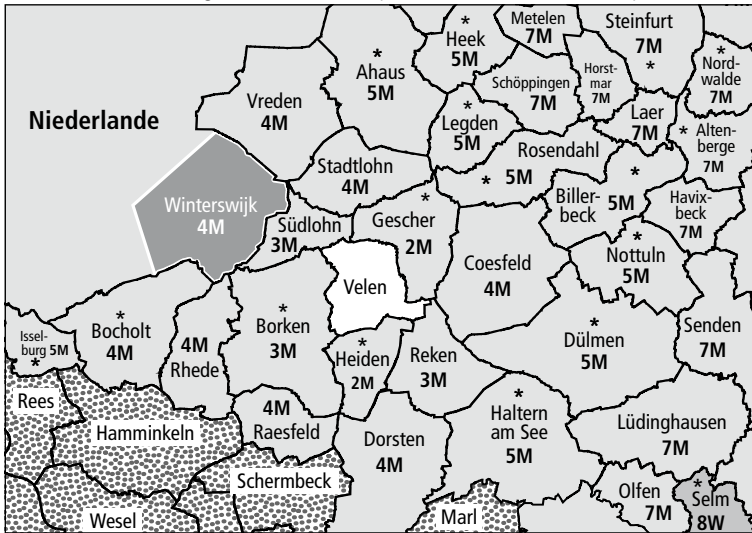 Metelen
7M
Steinfurt
7M
*
*
Heek
5M
*
Ahaus
5M
*
Nord-
walde
7M
Schöppingen
7M
Horst-
mar
7M
Vreden
4M
Niederlande
*
Legden
5M
Laer
7M
* Alten-
berge
7M
Rosendahl
* 5M
Stadtlohn
4M
*
Biller-
beck 5M
Havix-
beck
7M
Winterswijk
4M
*
Gescher
2M
Südlohn
3M
*
Nottuln
5M
Coesfeld
4M
Velen
*
Bocholt
4M
4M
Rhede
*
Borken
3M
*
Heiden
2M
Reken
3M
*
Dülmen
5M
Senden
7M
Issel-
burg 5M
*
Rees
Hamminkeln
4M
Raesfeld
Dorsten
4M
*
Haltern
am See
5M
Lüdinghausen
7M
Schermbeck
Olfen
7M
*
Selm
8W
Wesel
Marl